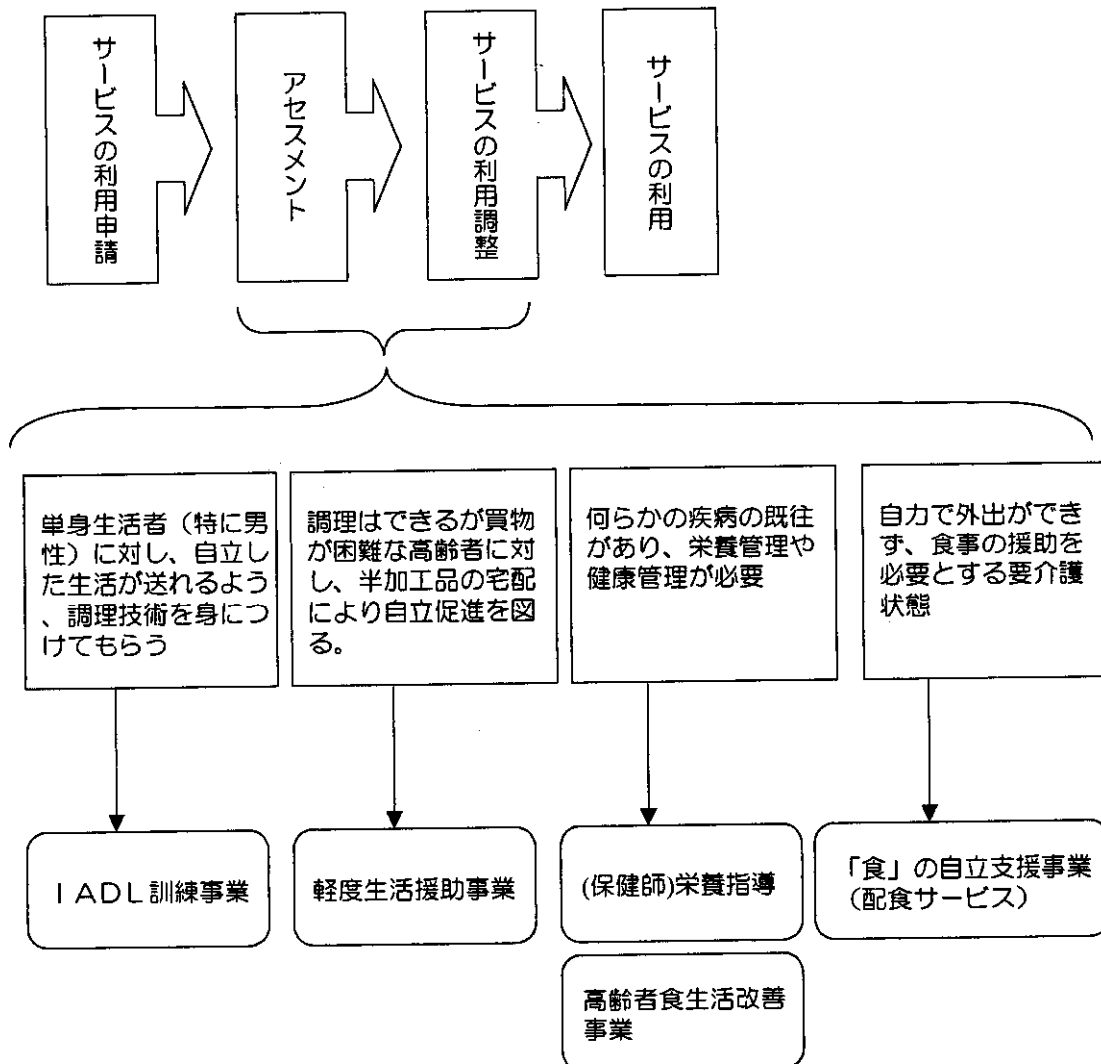 サービスの利用申請
アセスメント
サービスの利用調整
サービスの利用
単身生活者（特に男
性）に対し、自立し
た生活が送れるよう
、調理技術を身につ
けてもらう
調理はできるが買物
が困難な高齢者に対
し、半加工品の宅配
により自立促進を図
る。
何らかの疾病の既往
があり、栄養管理や
健康管理が必要
自力で外出ができ
ず、食事の援助を
必要とする要介護
状態
ＩＡＤＬ訓練事業
軽度生活援助事業
(保健師)栄養指導
高齢者食生活改善
事業
「食」の自立支援事業
（配食サービス）